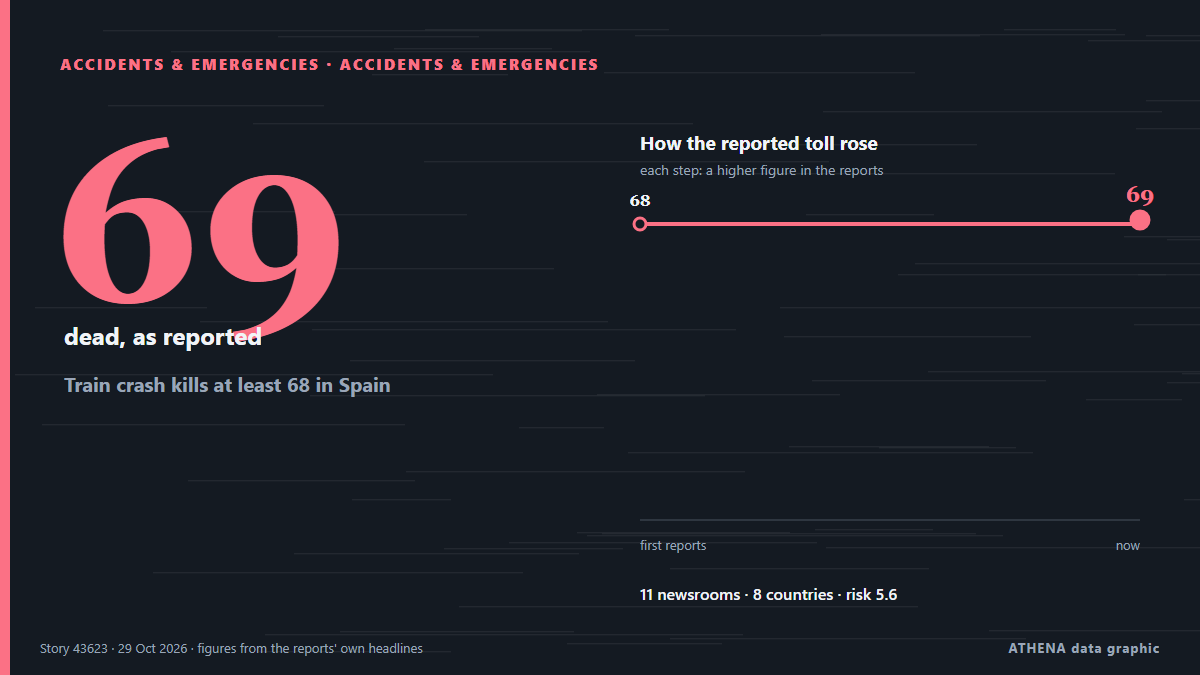 ACCIDENTS & EMERGENCIES · ACCIDENTS & EMERGENCIES
69
dead, as reported
Train crash kills at least 68 in Spain
How the reported toll rose
each step: a higher figure in the reports
68
69
first reports
now
11 newsrooms · 8 countries · risk 5.6
Story 43623 · 29 Oct 2026 · figures from the reports' own headlines
ATHENA data graphic